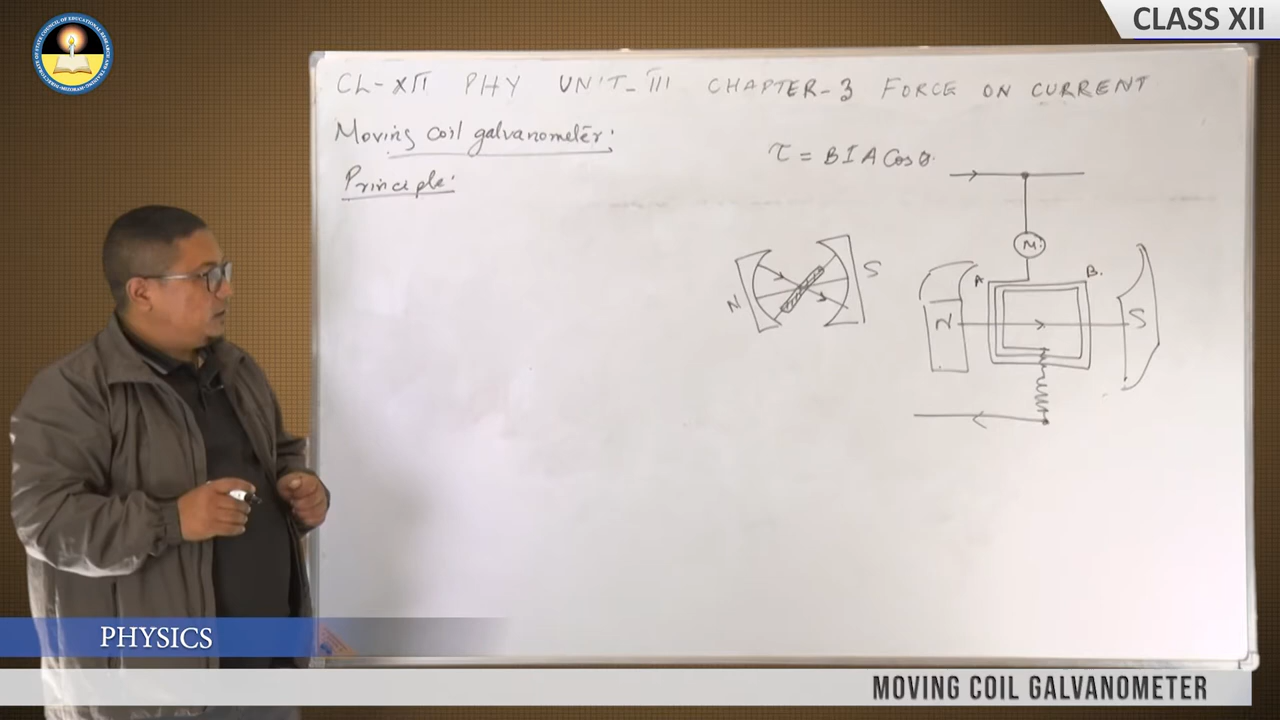 CLASS XII
CL-XII PHY UNIT-III CHAPTER-3 FORCE ON CURRENT
Moving coil galvanometer:
Principle:
τ = BIA Cos θ.
M
N
S
A
B.
N
S
PHYSICS
MOVING COIL GALVANOMETER